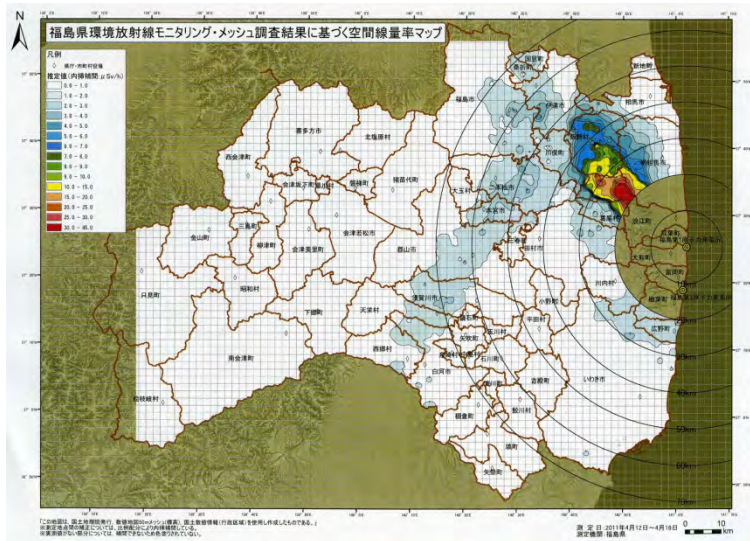 N
福島県環境放射線モニタリング・メッシュ調査結果に基づく空間線量率マップ
凡例
県庁・市町村役場
推定値(内挿補間:μSv/h)
0.0 - 1.0
1.0 - 2.0
2.0 - 3.0
3.0 - 4.0
4.0 - 5.0
5.0 - 6.0
6.0 - 7.0
7.0 - 8.0
8.0 - 9.0
9.0 - 10.0
10.0 - 15.0
15.0 - 20.0
20.0 - 25.0
25.0 - 30.0
国見町
桑折町
新地町
福島市
伊達市
相馬市
喜多方市
北塩原村
川俣町
南相馬市
西会津町
会津坂下町
湯川村
磐梯町
猪苗代町
大玉村
二本松市
本宮市
葛尾村
浪江町
金山町
三島町
柳津町
会津美里町
会津若松市
郡山市
三春町
田村市
双葉町
大熊町
富岡町
只見町
昭和村
川内村
楢葉町
下郷町
天栄村
須賀川市
鏡石町
小野町
平田村
広野町
玉川村
矢吹町
西郷村
石川町
南会津町
白河市
古殿町
いわき市
檜枝岐村
棚倉町
鮫川村
塙町
矢祭町
40km
50km
60km
70km
測 定 日:2011年4月12日~4月16日
測定機関:福島県
0 10
km